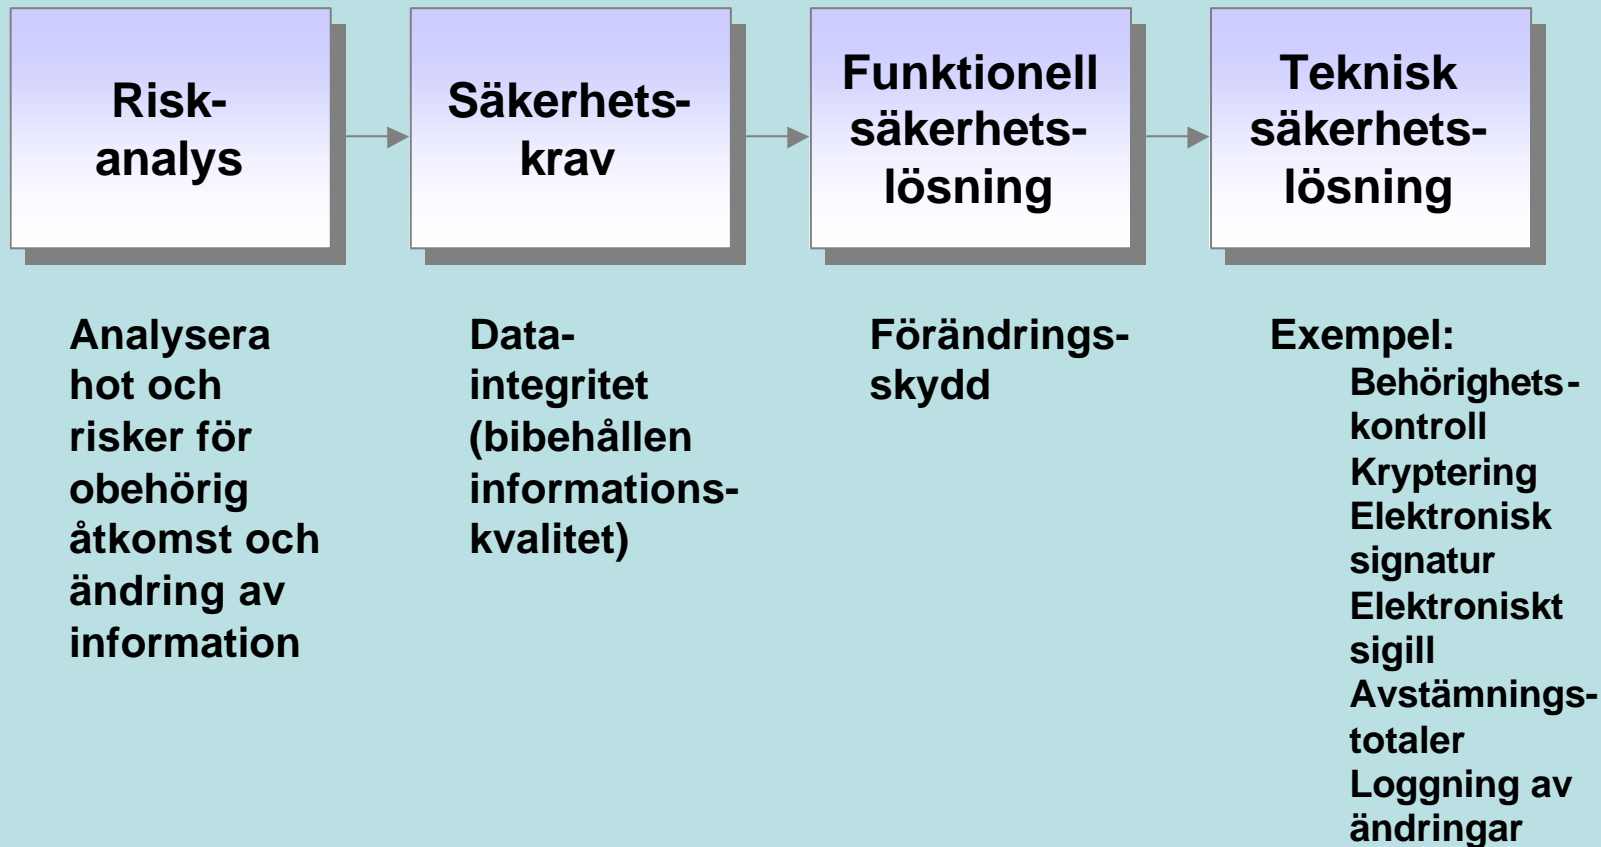 Risk-
analys
Säkerhets-
krav
Funktionell
säkerhets-
lösning
Teknisk
säkerhets-
lösning
Analysera
hot och
risker för
obehörig
åtkomst och
ändring av
information
Data-
integritet
(bibehållen
informations-
kvalitet)
Förändrings-
skydd
Exempel:
Behörighets-
kontroll
Kryptering
Elektronisk
signatur
Elektroniskt
sigill
Avstämnings-
totaler
Loggning av
ändringar